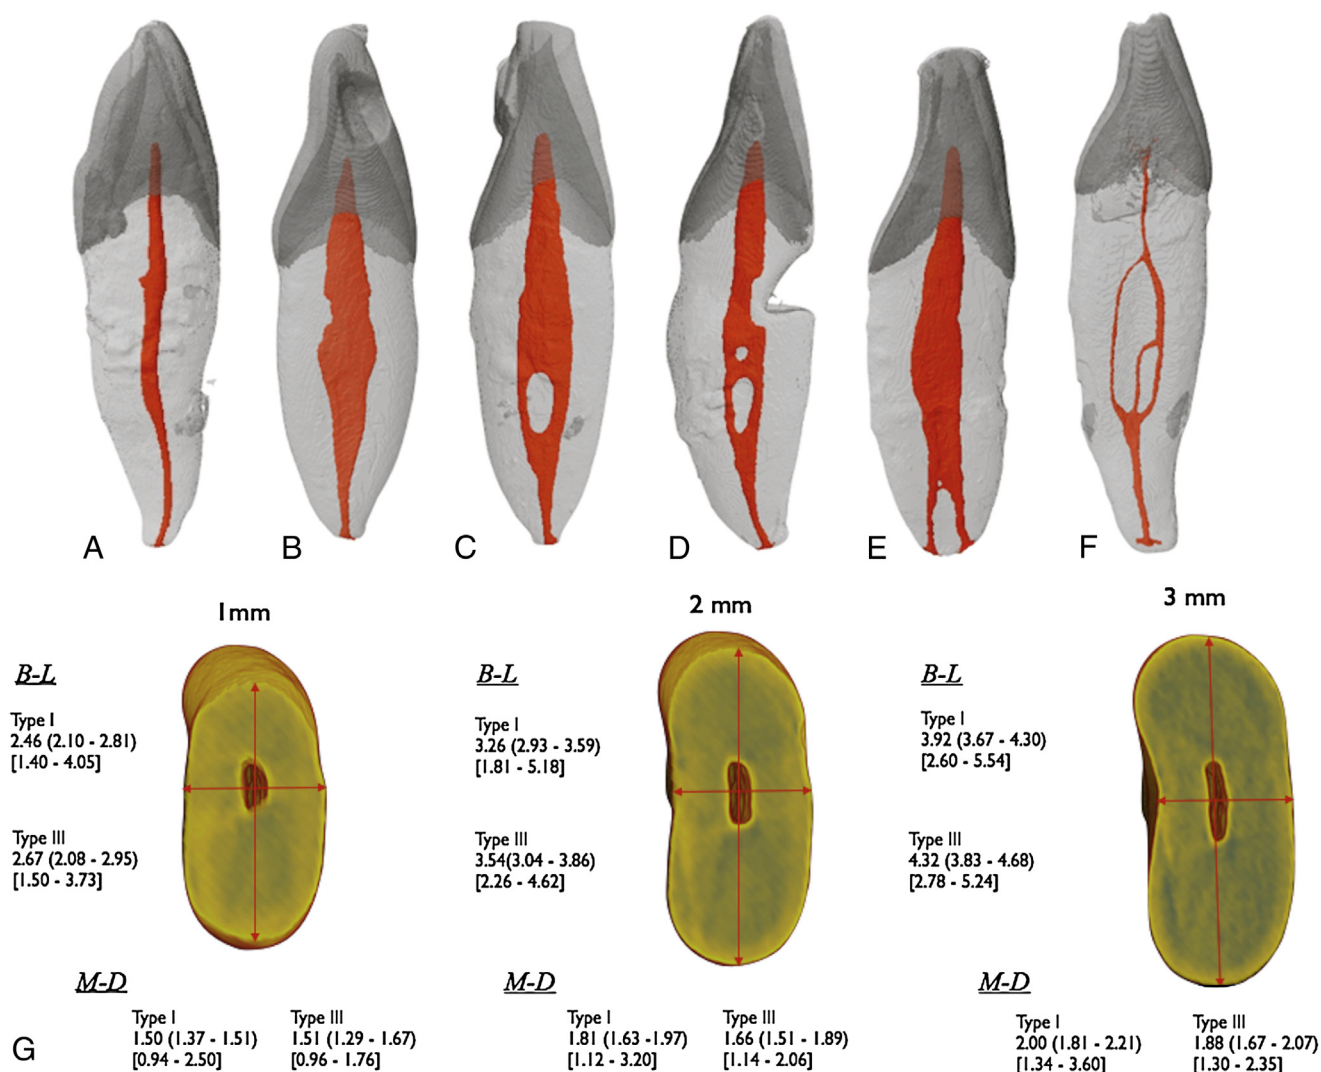 A B C D E F
1mm
B-L
Type I
2.46 (2.10 - 2.81)
[1.40 - 4.05]
Type III
2.67 (2.08 - 2.95)
[1.50 - 3.73]
M-D
Type I
1.50 (1.37 - 1.51)
[0.94 - 2.50]
Type III
1.51 (1.29 - 1.67)
[0.96 - 1.76]
2 mm
B-L
Type I
3.26 (2.93 - 3.59)
[1.81 - 5.18]
Type III
3.54(3.04 - 3.86)
[2.26 - 4.62]
M-D
Type I
1.81 (1.63 -1.97)
[1.12 - 3.20]
Type III
1.66 (1.51 - 1.89)
[1.14 - 2.06]
3 mm
B-L
Type I
3.92 (3.67 - 4.30)
[2.60 - 5.54]
Type III
4.32 (3.83 - 4.68)
[2.78 - 5.24]
M-D
Type I
2.00 (1.81 - 2.21)
[1.34 - 3.60]
Type III
1.88 (1.67 - 2.07)
[1.30 - 2.35]
G